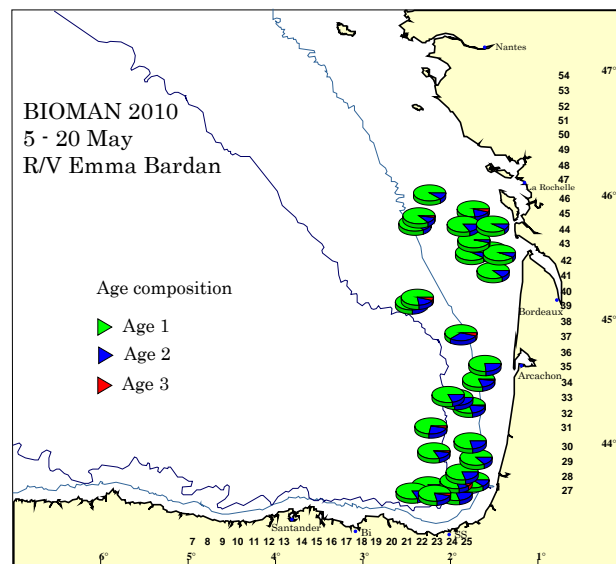 Nantes
47°
54
53
52
51
50
49
48
47
La Rochelle
46
46°
45
44
43
42
41
40
39
Bordeaux
38
45°
37
36
35
Arcachon
34
33
32
31
30
44°
29
28
27
BIOMAN 2010
5 - 20 May
R/V Emma Bardan
Age composition
Age 1
Age 2
Age 3
Santander
Bi
SS
7 8 9 10 11 12 13 14 15 16 17 18 19 20 21 22 23 24 25
6° 5° 4° 3° 2° 1°